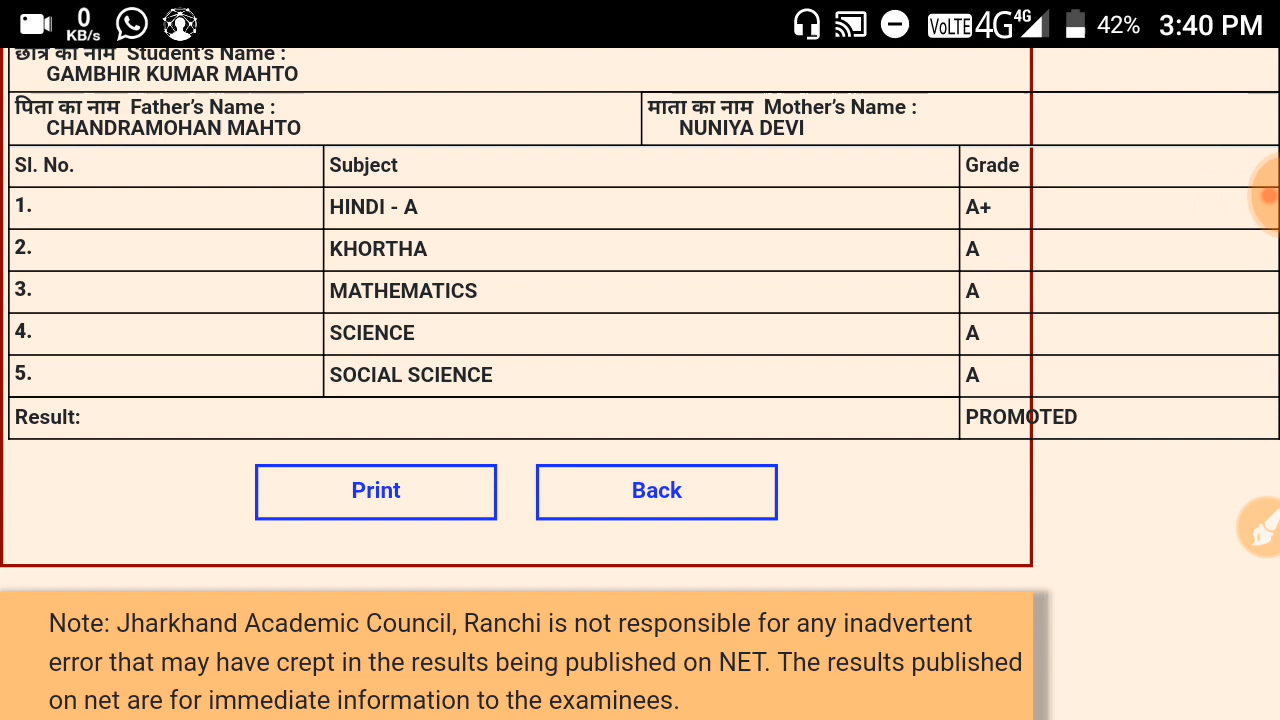 0
KB/s
VoLTE 4G 4G 42% 3:40 PM
छात्र का नाम Student's Name :
GAMBHIR KUMAR MAHTO
पिता का नाम Father's Name :
CHANDRAMOHAN MAHTO
माता का नाम Mother's Name :
NUNIYA DEVI
Sl. No. Subject Grade
1. HINDI - A A+
2. KHORTHA A
3. MATHEMATICS A
4. SCIENCE A
5. SOCIAL SCIENCE A
Result: PROMOTED
Print Back
Note: Jharkhand Academic Council, Ranchi is not responsible for any inadvertent
error that may have crept in the results being published on NET. The results published
on net are for immediate information to the examinees.